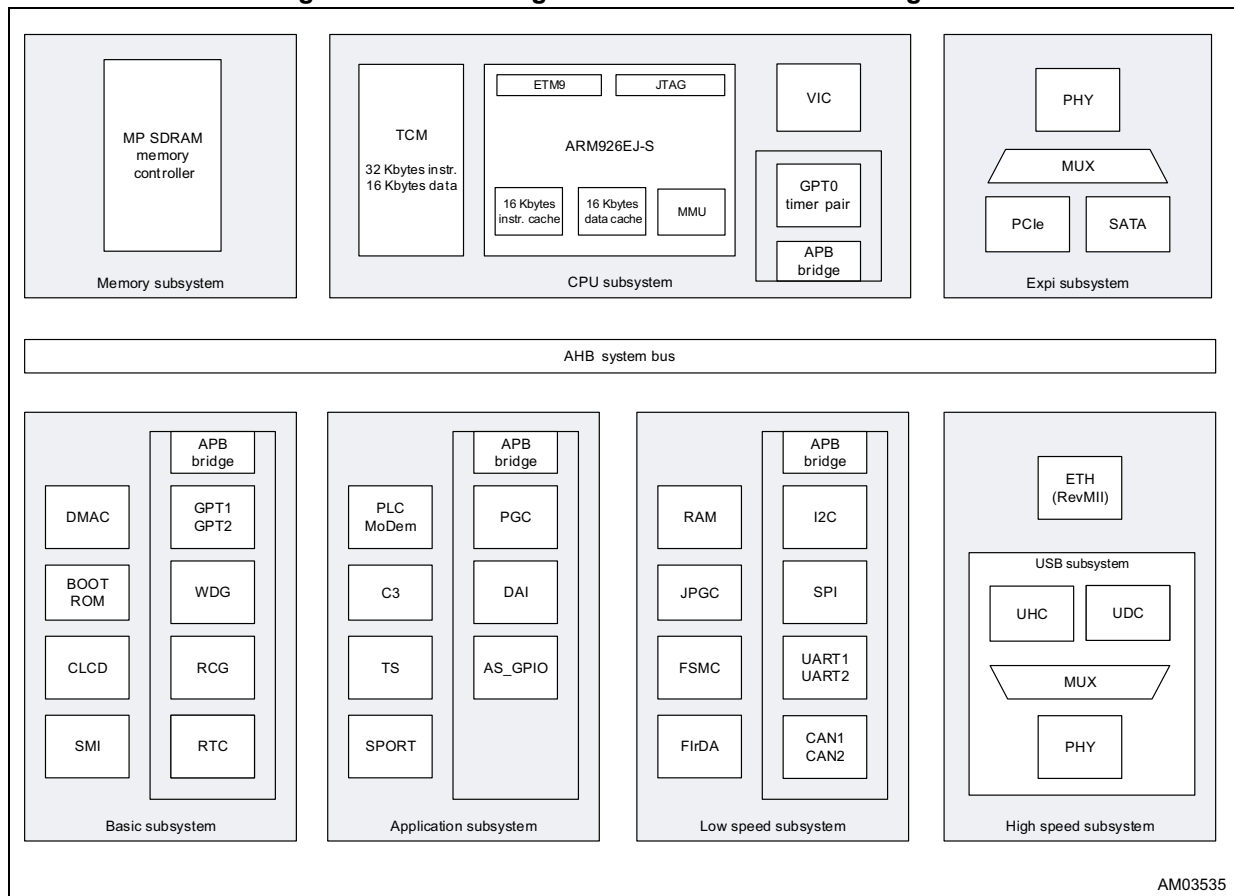 MP SDRAM
memory
controller
Memory subsystem
TCM
32 Kbytes instr.
16 Kbytes data
ETM9
JTAG
ARM926EJ-S
16 Kbytes
instr. cache
16 Kbytes
data cache
MMU
VIC
GPT0
timer pair
APB
bridge
CPU subsystem
PHY
MUX
PCIe
SATA
Expi subsystem
AHB system bus
APB
bridge
DMAC
GPT1
GPT2
BOOT
ROM
WDG
CLCD
RCG
SMI
RTC
Basic subsystem
APB
bridge
PLC
MoDem
PGC
C3
DAI
TS
AS_GPIO
SPORT
Application subsystem
APB
bridge
RAM
I2C
JPGC
SPI
FSMC
UART1
UART2
FIrDA
CAN1
CAN2
Low speed subsystem
ETH
(RevMII)
USB subsystem
UHC
UDC
MUX
PHY
High speed subsystem
AM03535